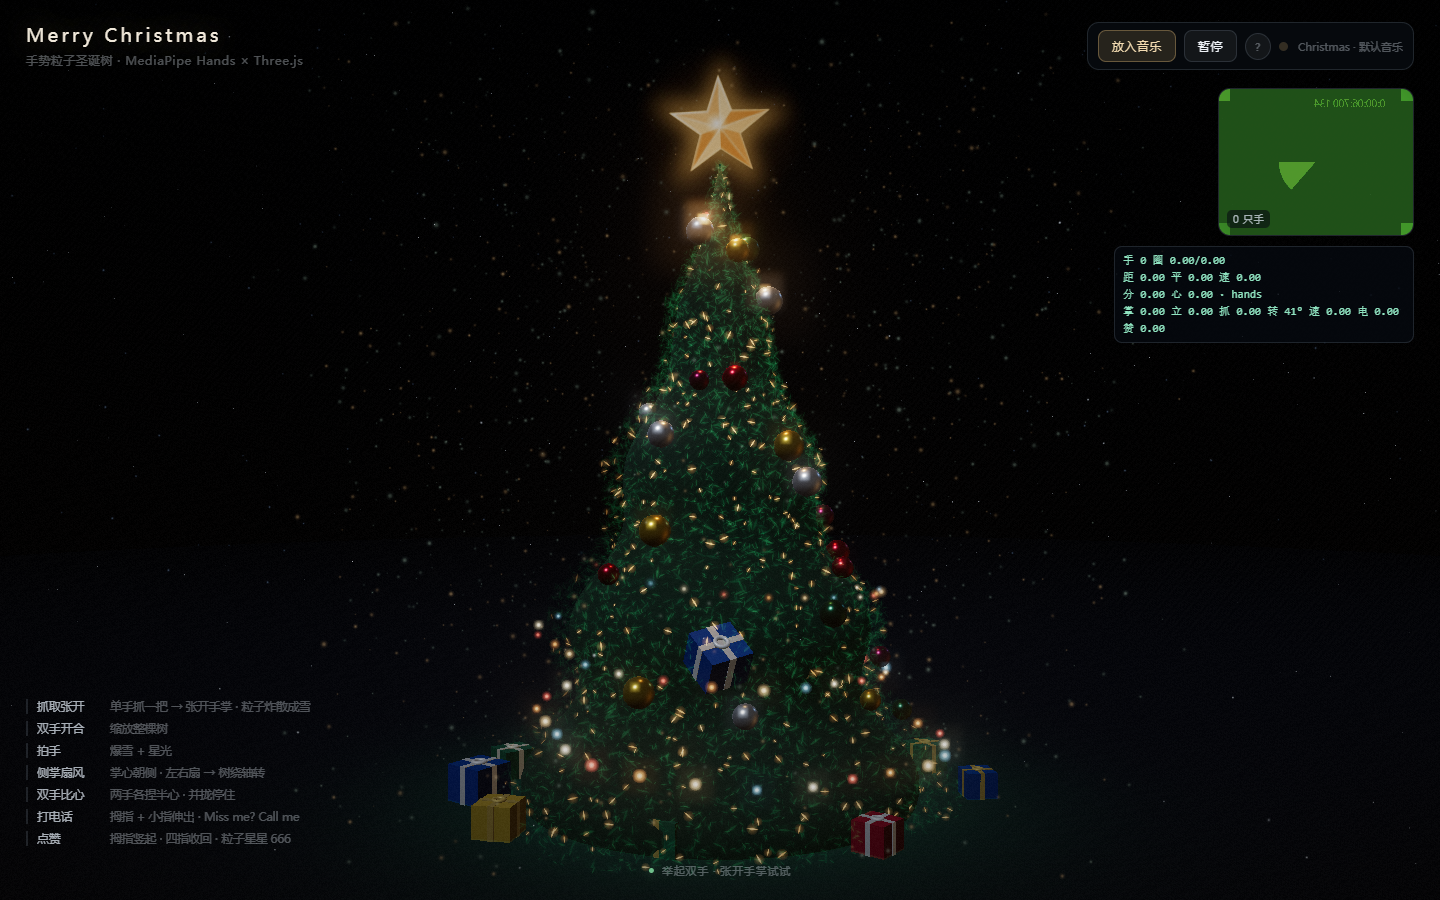 Merry Christmas
手势粒子圣诞树 · MediaPipe Hands × Three.js
放入音乐 暂停 ? Christmas · 默认音乐
0:00:06:700 134
0 只手
手 0 圈 0.00/0.00
距 0.00 平 0.00 速 0.00
分 0.00 心 0.00 · hands
掌 0.00 立 0.00 抓 0.00 转 41° 速 0.00 电 0.00
赞 0.00
抓取张开 单手抓一把 → 张开手掌 · 粒子炸散成雪
双手开合 缩放整棵树
拍手 爆雪 + 星光
侧掌扇风 掌心朝侧 · 左右扇 → 树绕轴转
双手比心 两手各捏半心 · 并拢停住
打电话 拇指 + 小指伸出 · Miss me? Call me
点赞 拇指竖起 · 四指收回 · 粒子星星 666
举起双手 · 张开手掌试试